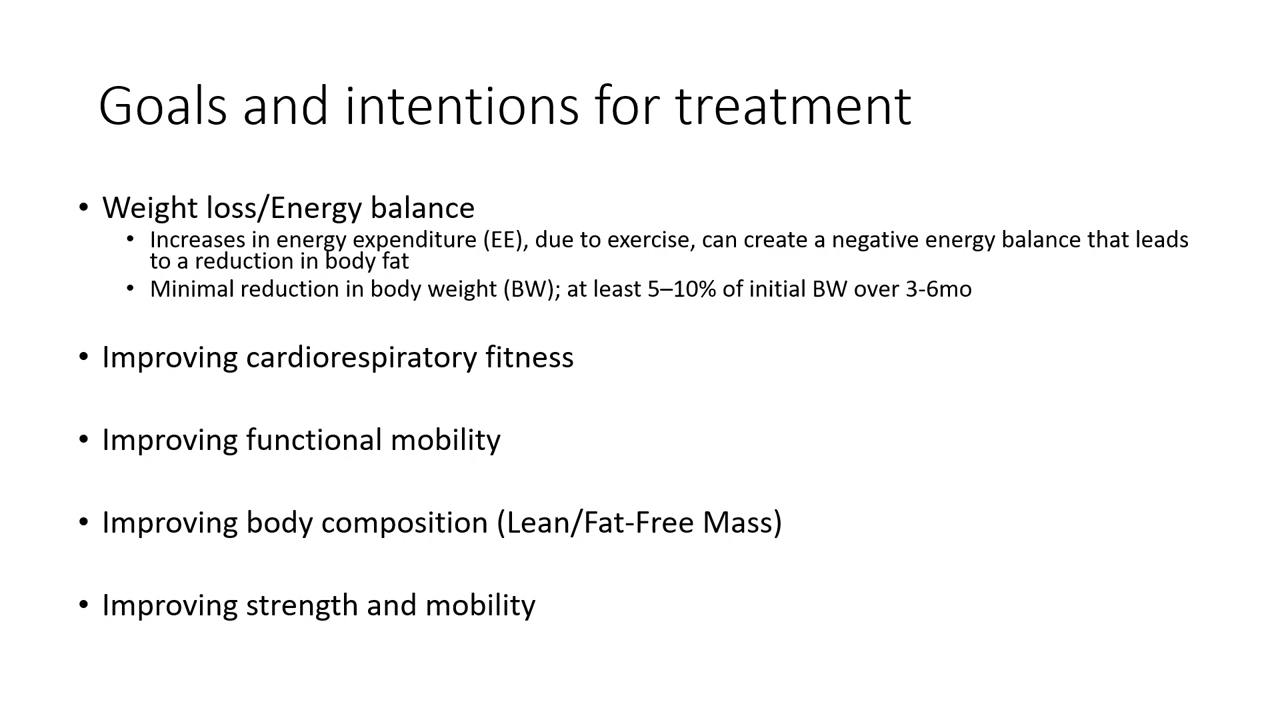 Goals and intentions for treatment
• Weight loss/Energy balance
• Increases in energy expenditure (EE), due to exercise, can create a negative energy balance that leads
to a reduction in body fat
• Minimal reduction in body weight (BW); at least 5–10% of initial BW over 3-6mo
• Improving cardiorespiratory fitness
• Improving functional mobility
• Improving body composition (Lean/Fat-Free Mass)
• Improving strength and mobility